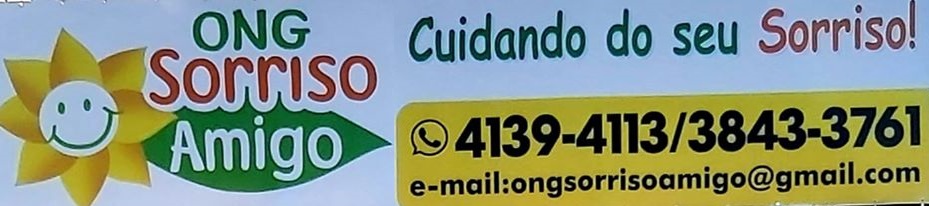 ONG
Sorriso
Amigo
Cuidando do seu Sorriso!
4139-4113/3843-3761
e-mail:ongsorrisoamigo@gmail.com